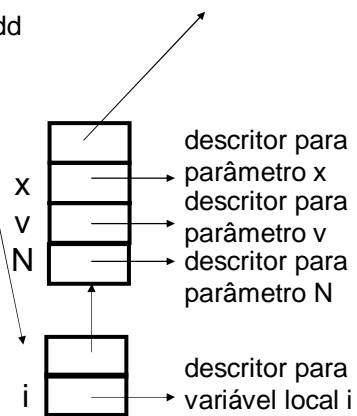 dd
x
v
N
descritor para
parâmetro x
descritor para
parâmetro v
descritor para
parâmetro N
i
descritor para
variável local i